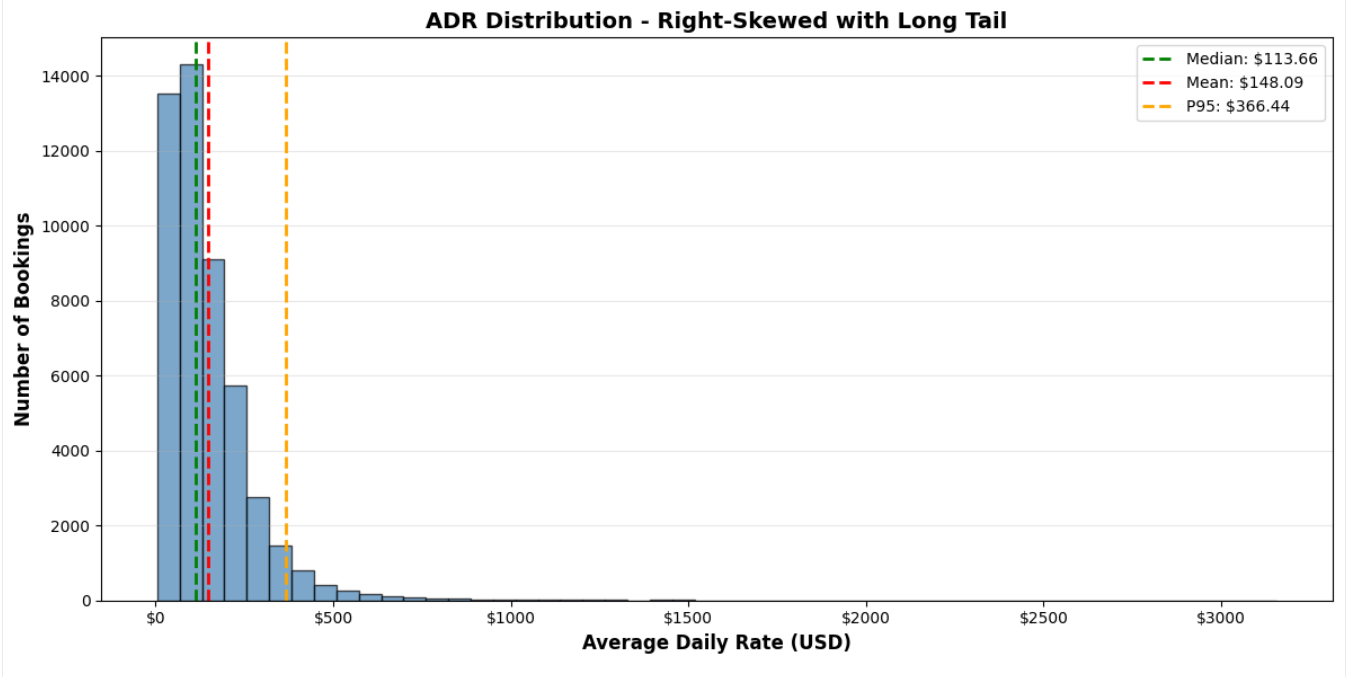 ADR Distribution - Right-Skewed with Long Tail
Median: $113.66
Mean: $148.09
P95: $366.44
14000
12000
10000
8000
6000
4000
2000
0
Number of Bookings
$0 $500 $1000 $1500 $2000 $2500 $3000
Average Daily Rate (USD)